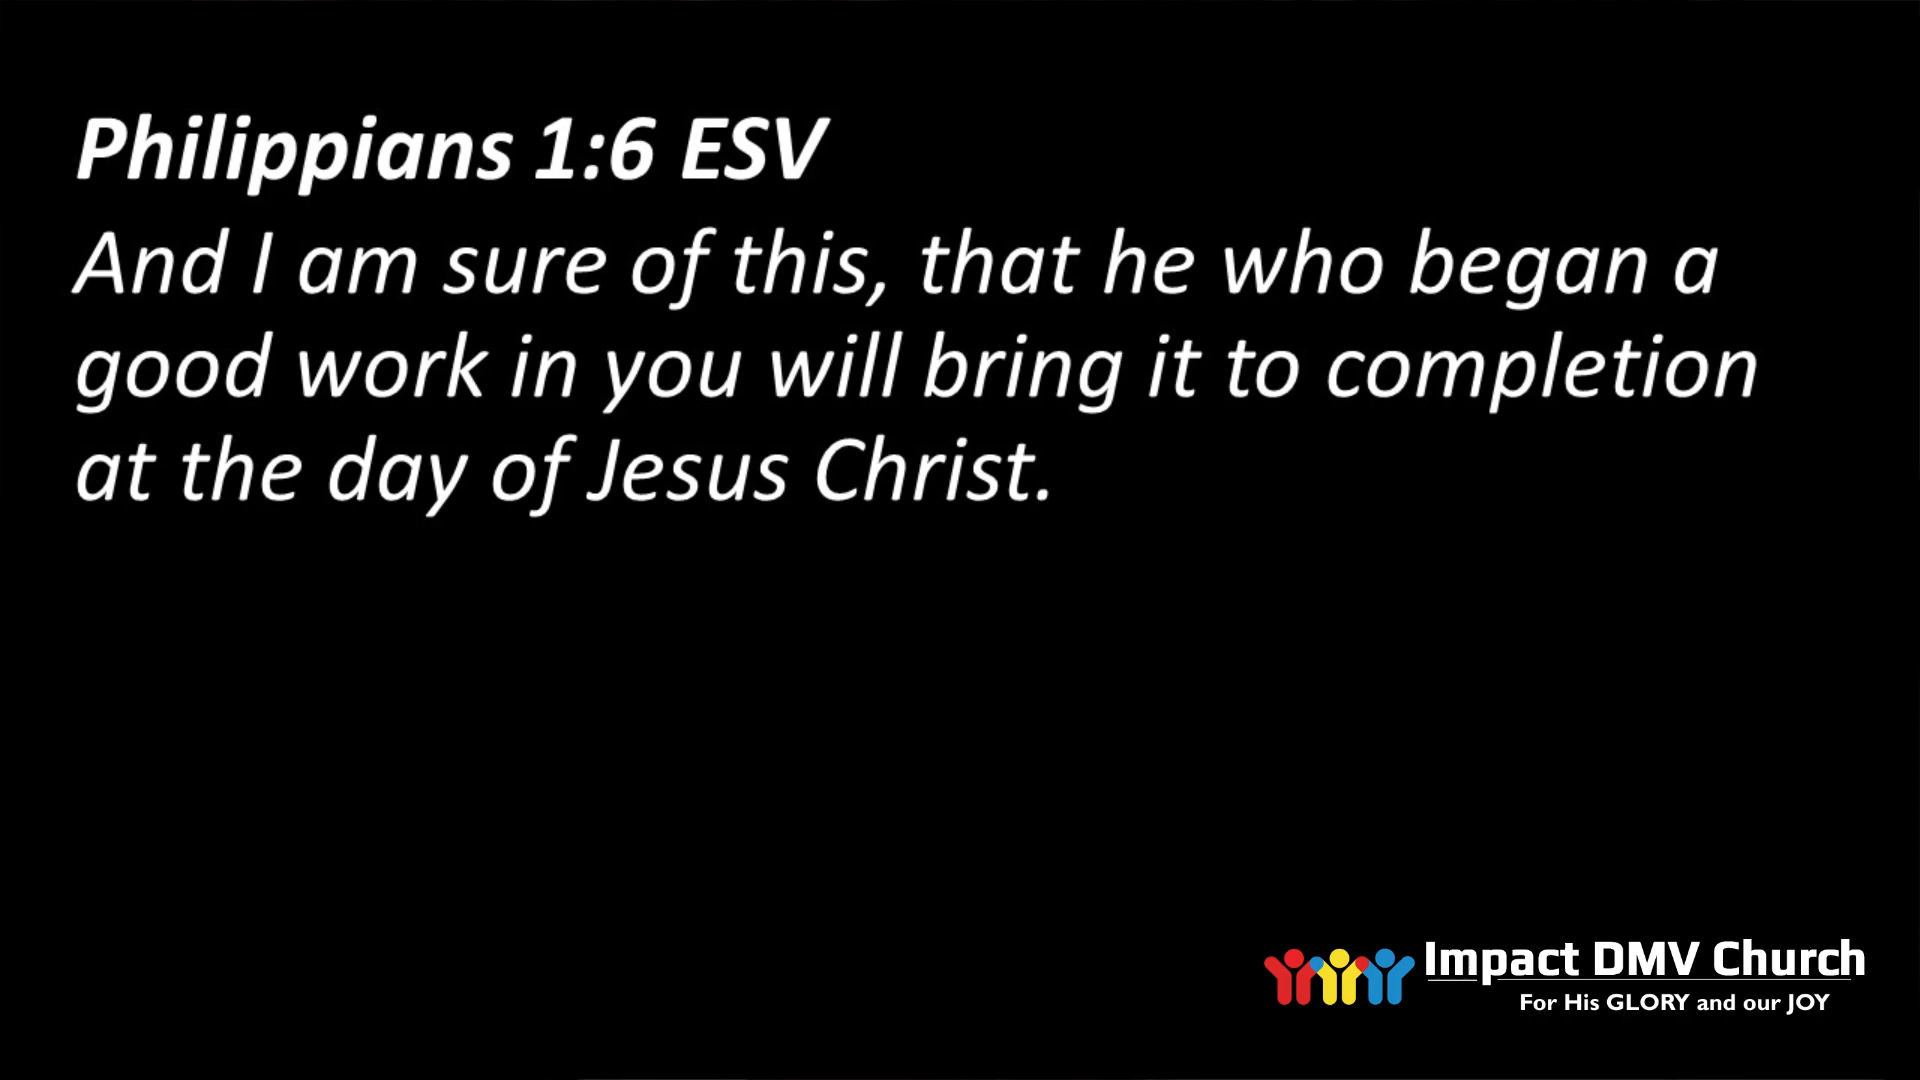 Philippians 1:6 ESV
And I am sure of this, that he who began a
good work in you will bring it to completion
at the day of Jesus Christ.
Impact DMV Church
For His GLORY and our JOY